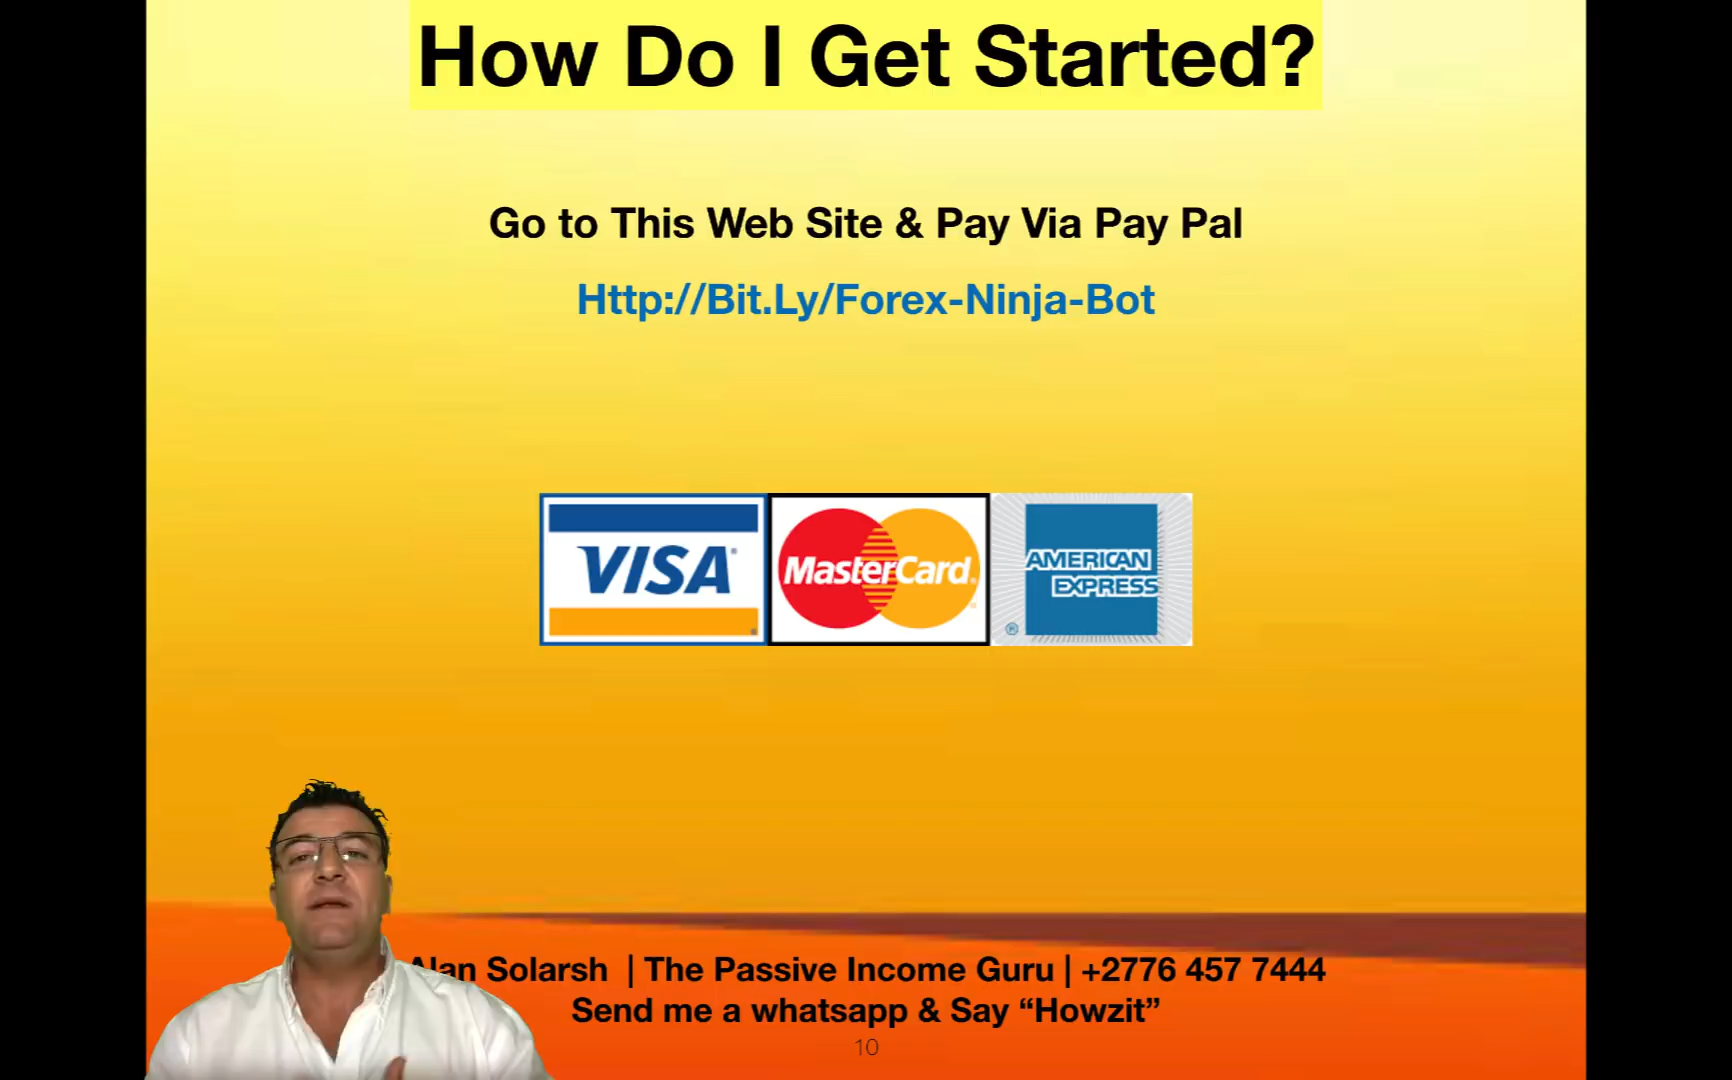 How Do I Get Started?
Go to This Web Site & Pay Via Pay Pal
Http://Bit.Ly/Forex-Ninja-Bot
VISA
MasterCard
AMERICAN
EXPRESS
Alan Solarsh | The Passive Income Guru | +2776 457 7444
Send me a whatsapp & Say “Howzit”
10